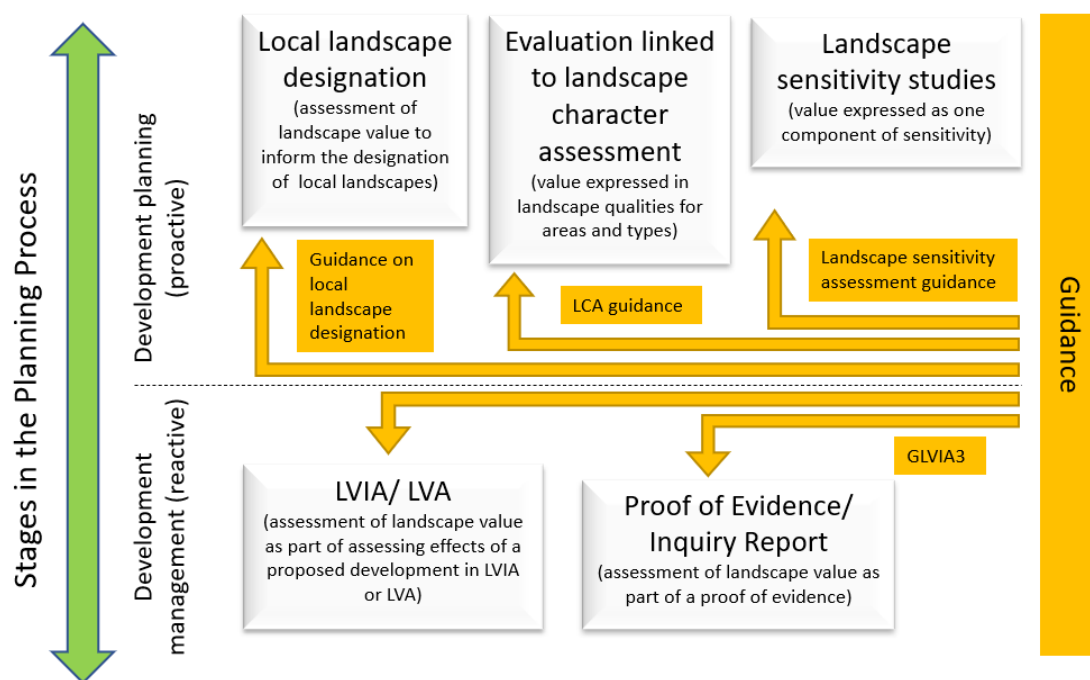 Stages in the Planning Process
Development planning
(proactive)
Local landscape
designation
(assessment of
landscape value to
inform the designation
of  local landscapes)
Evaluation linked
to landscape
character
assessment
(value expressed in
landscape qualities for
areas and types)
Landscape
sensitivity studies
(value expressed as one
component of sensitivity)
Guidance on
local
landscape
designation
LCA guidance
Landscape sensitivity
assessment guidance
Guidance
Development
management (reactive)
GLVIA3
LVIA/ LVA
(assessment of landscape value
as part of assessing effects of a
proposed development in LVIA
or LVA)
Proof of Evidence/
Inquiry Report
(assessment of landscape value as
part of a proof of evidence)